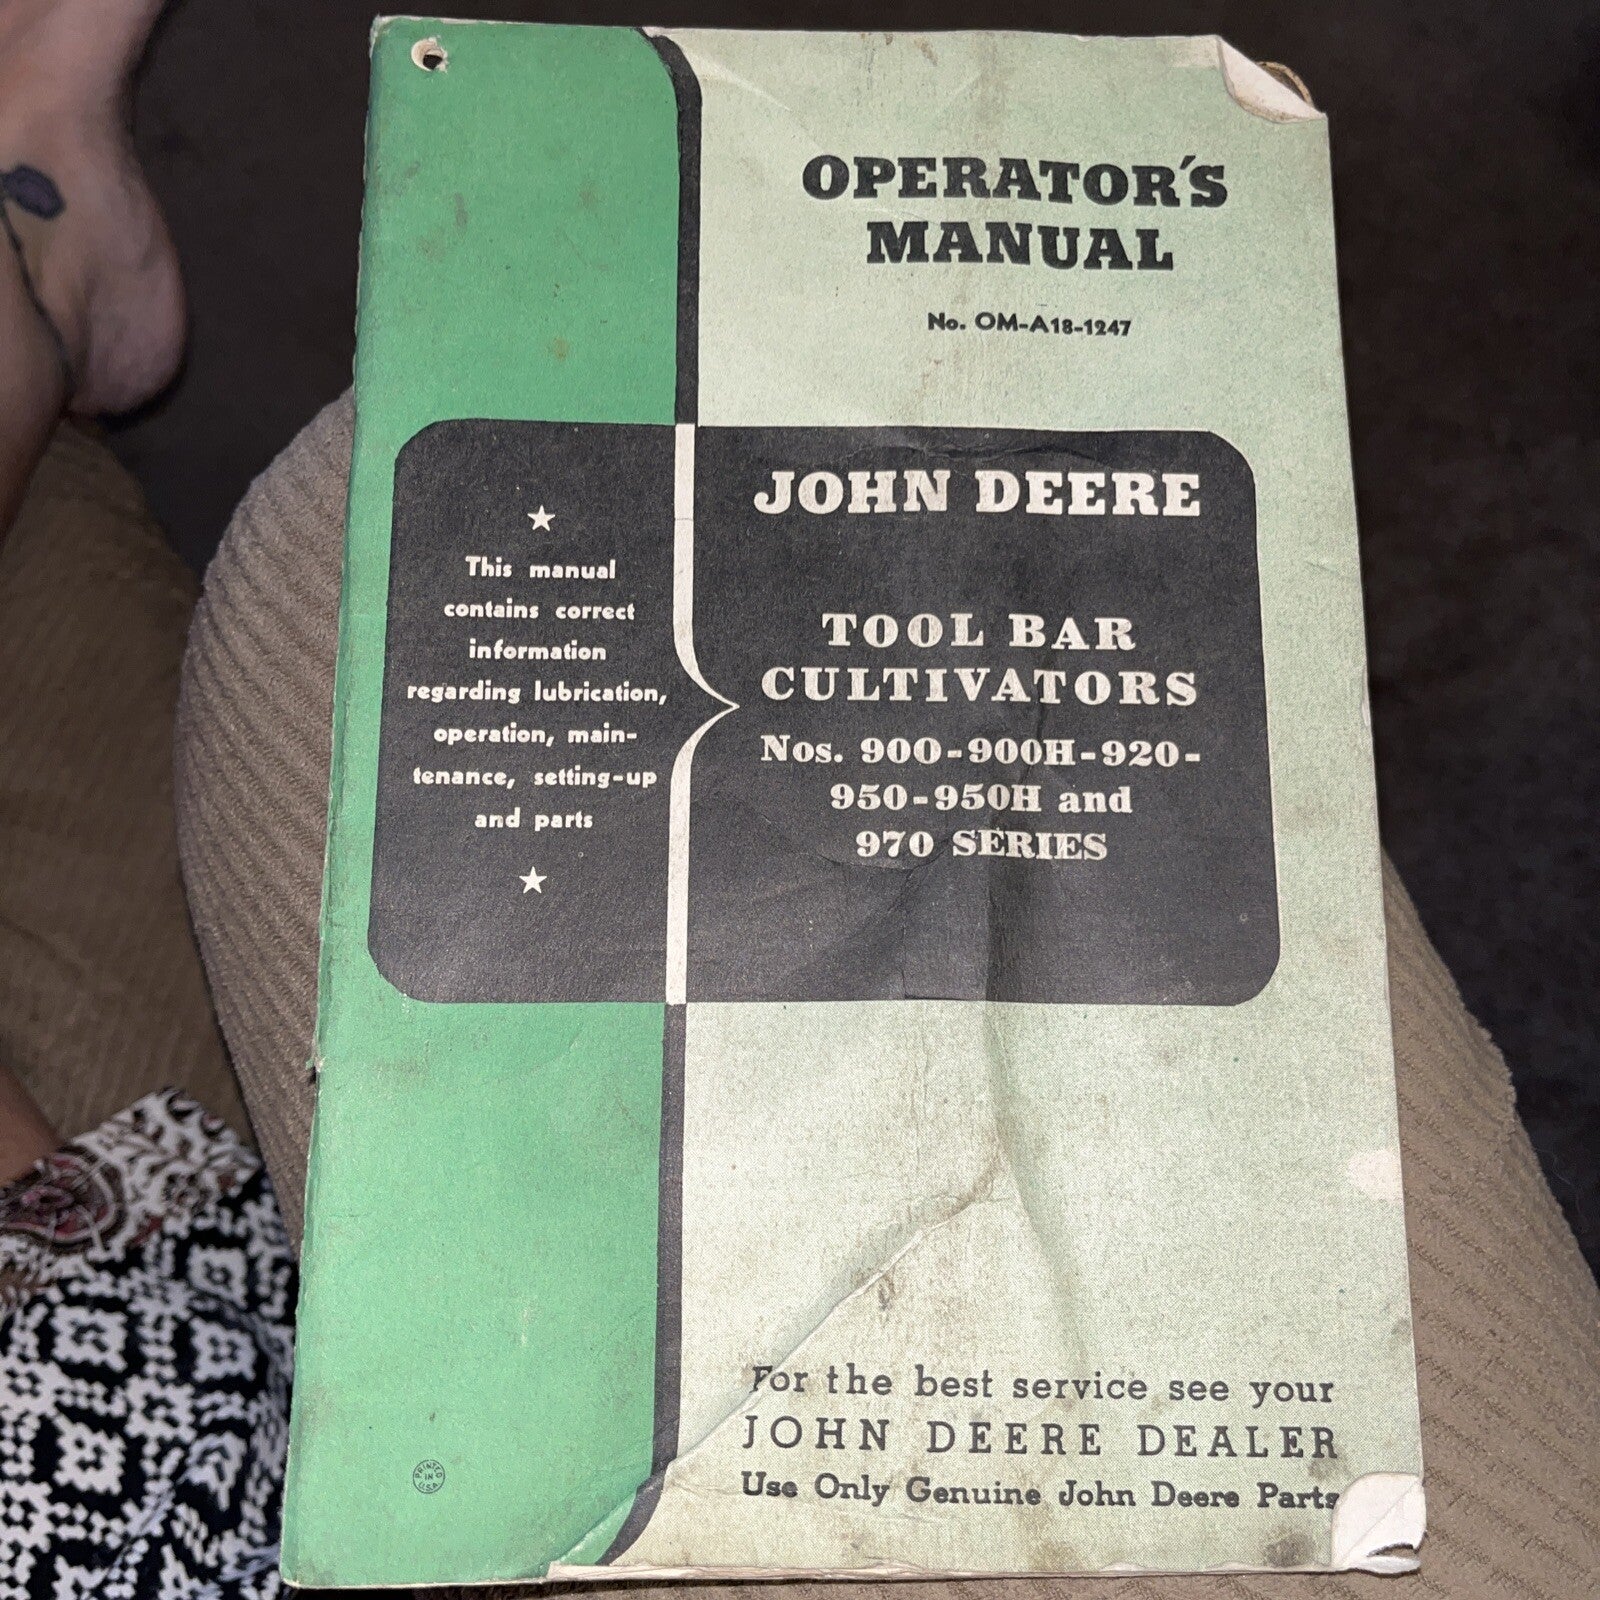 OPERATOR'S
MANUAL
No. OM-A18-1247
This manual
contains correct
information
regarding lubrication,
operation, main-
tenance, setting-up
and parts
JOHN DEERE
TOOL BAR
CULTIVATORS
Nos. 900-900H-920-
950-950H and
970 SERIES
For the best service see your
JOHN DEERE DEALER
Use Only Genuine John Deere Parts
PRINTED
IN
U.S.A.